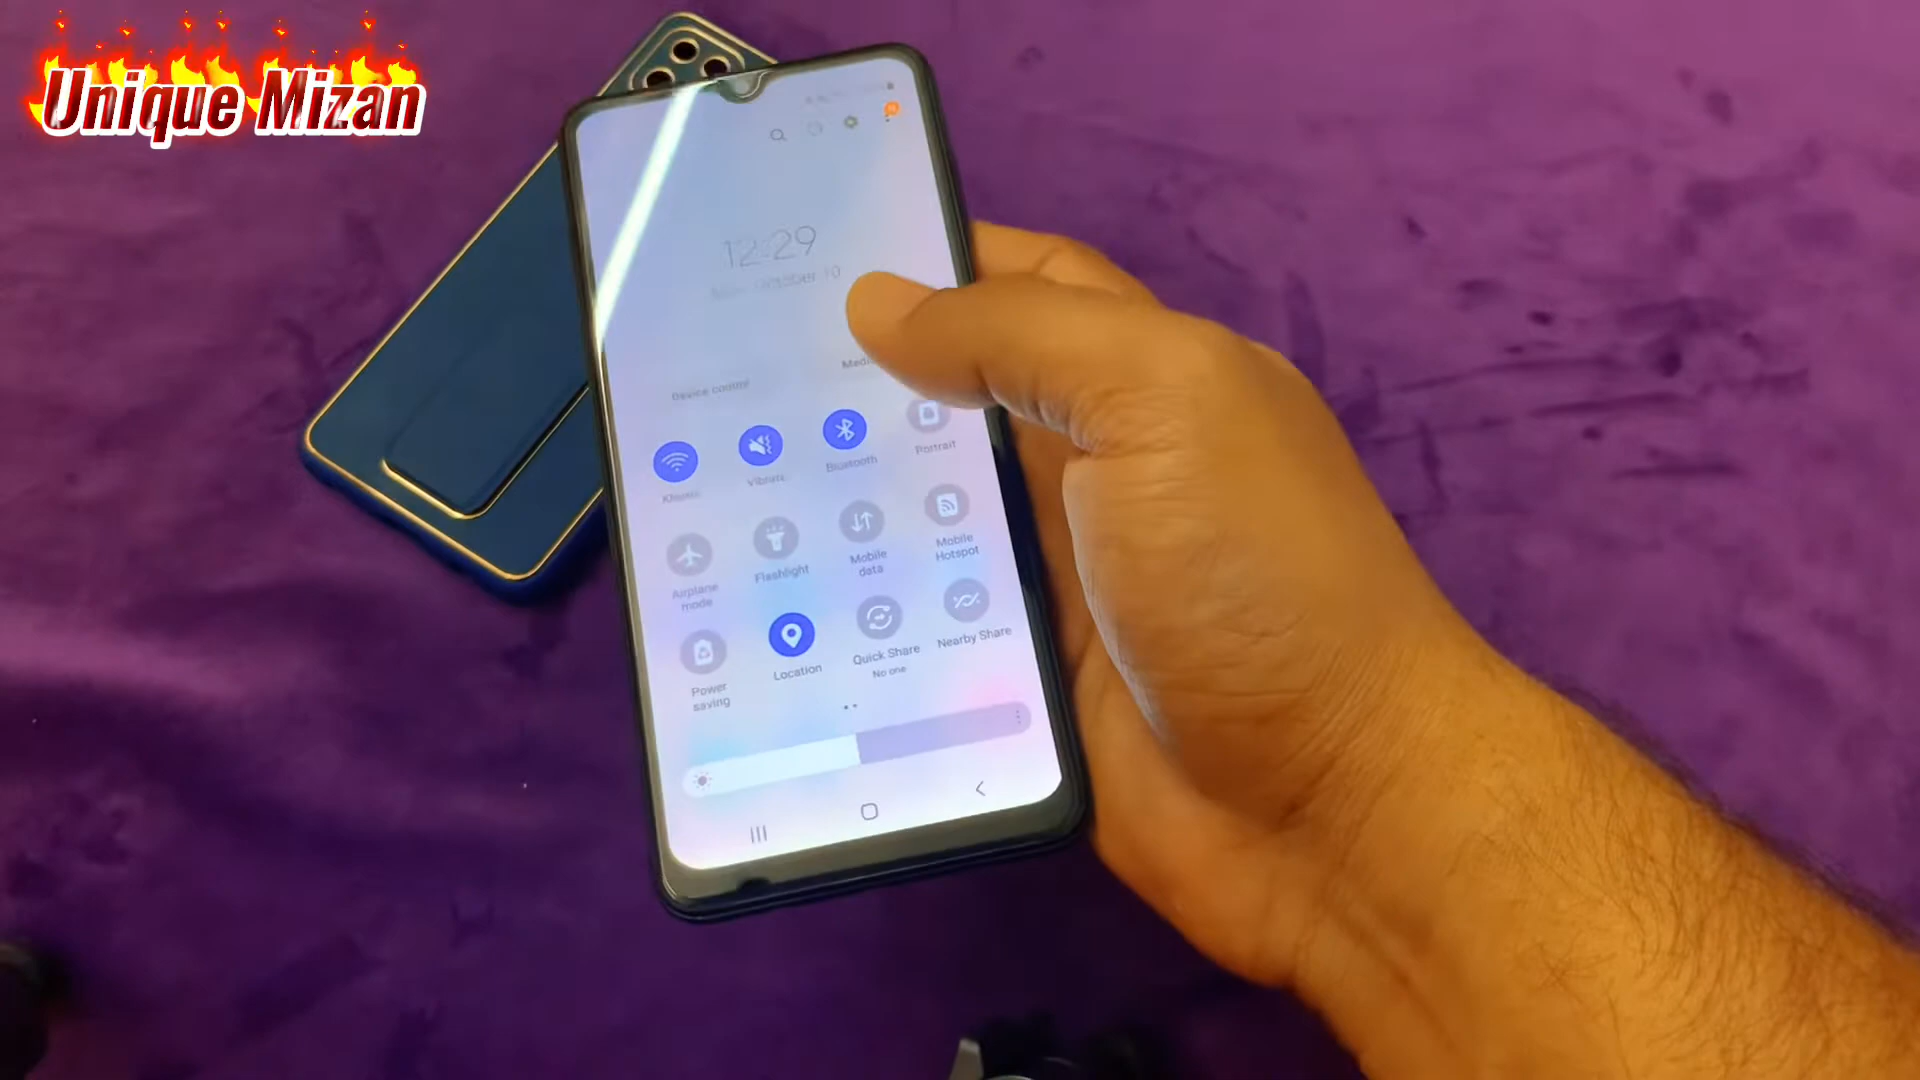 Unique Mizan
12:29
Device control
Vibrate
Bluetooth
Portrait
Airplane
mode
Flashlight
Mobile
data
Mobile
Hotspot
Power
saving
Location
Quick Share
No one
Nearby Share